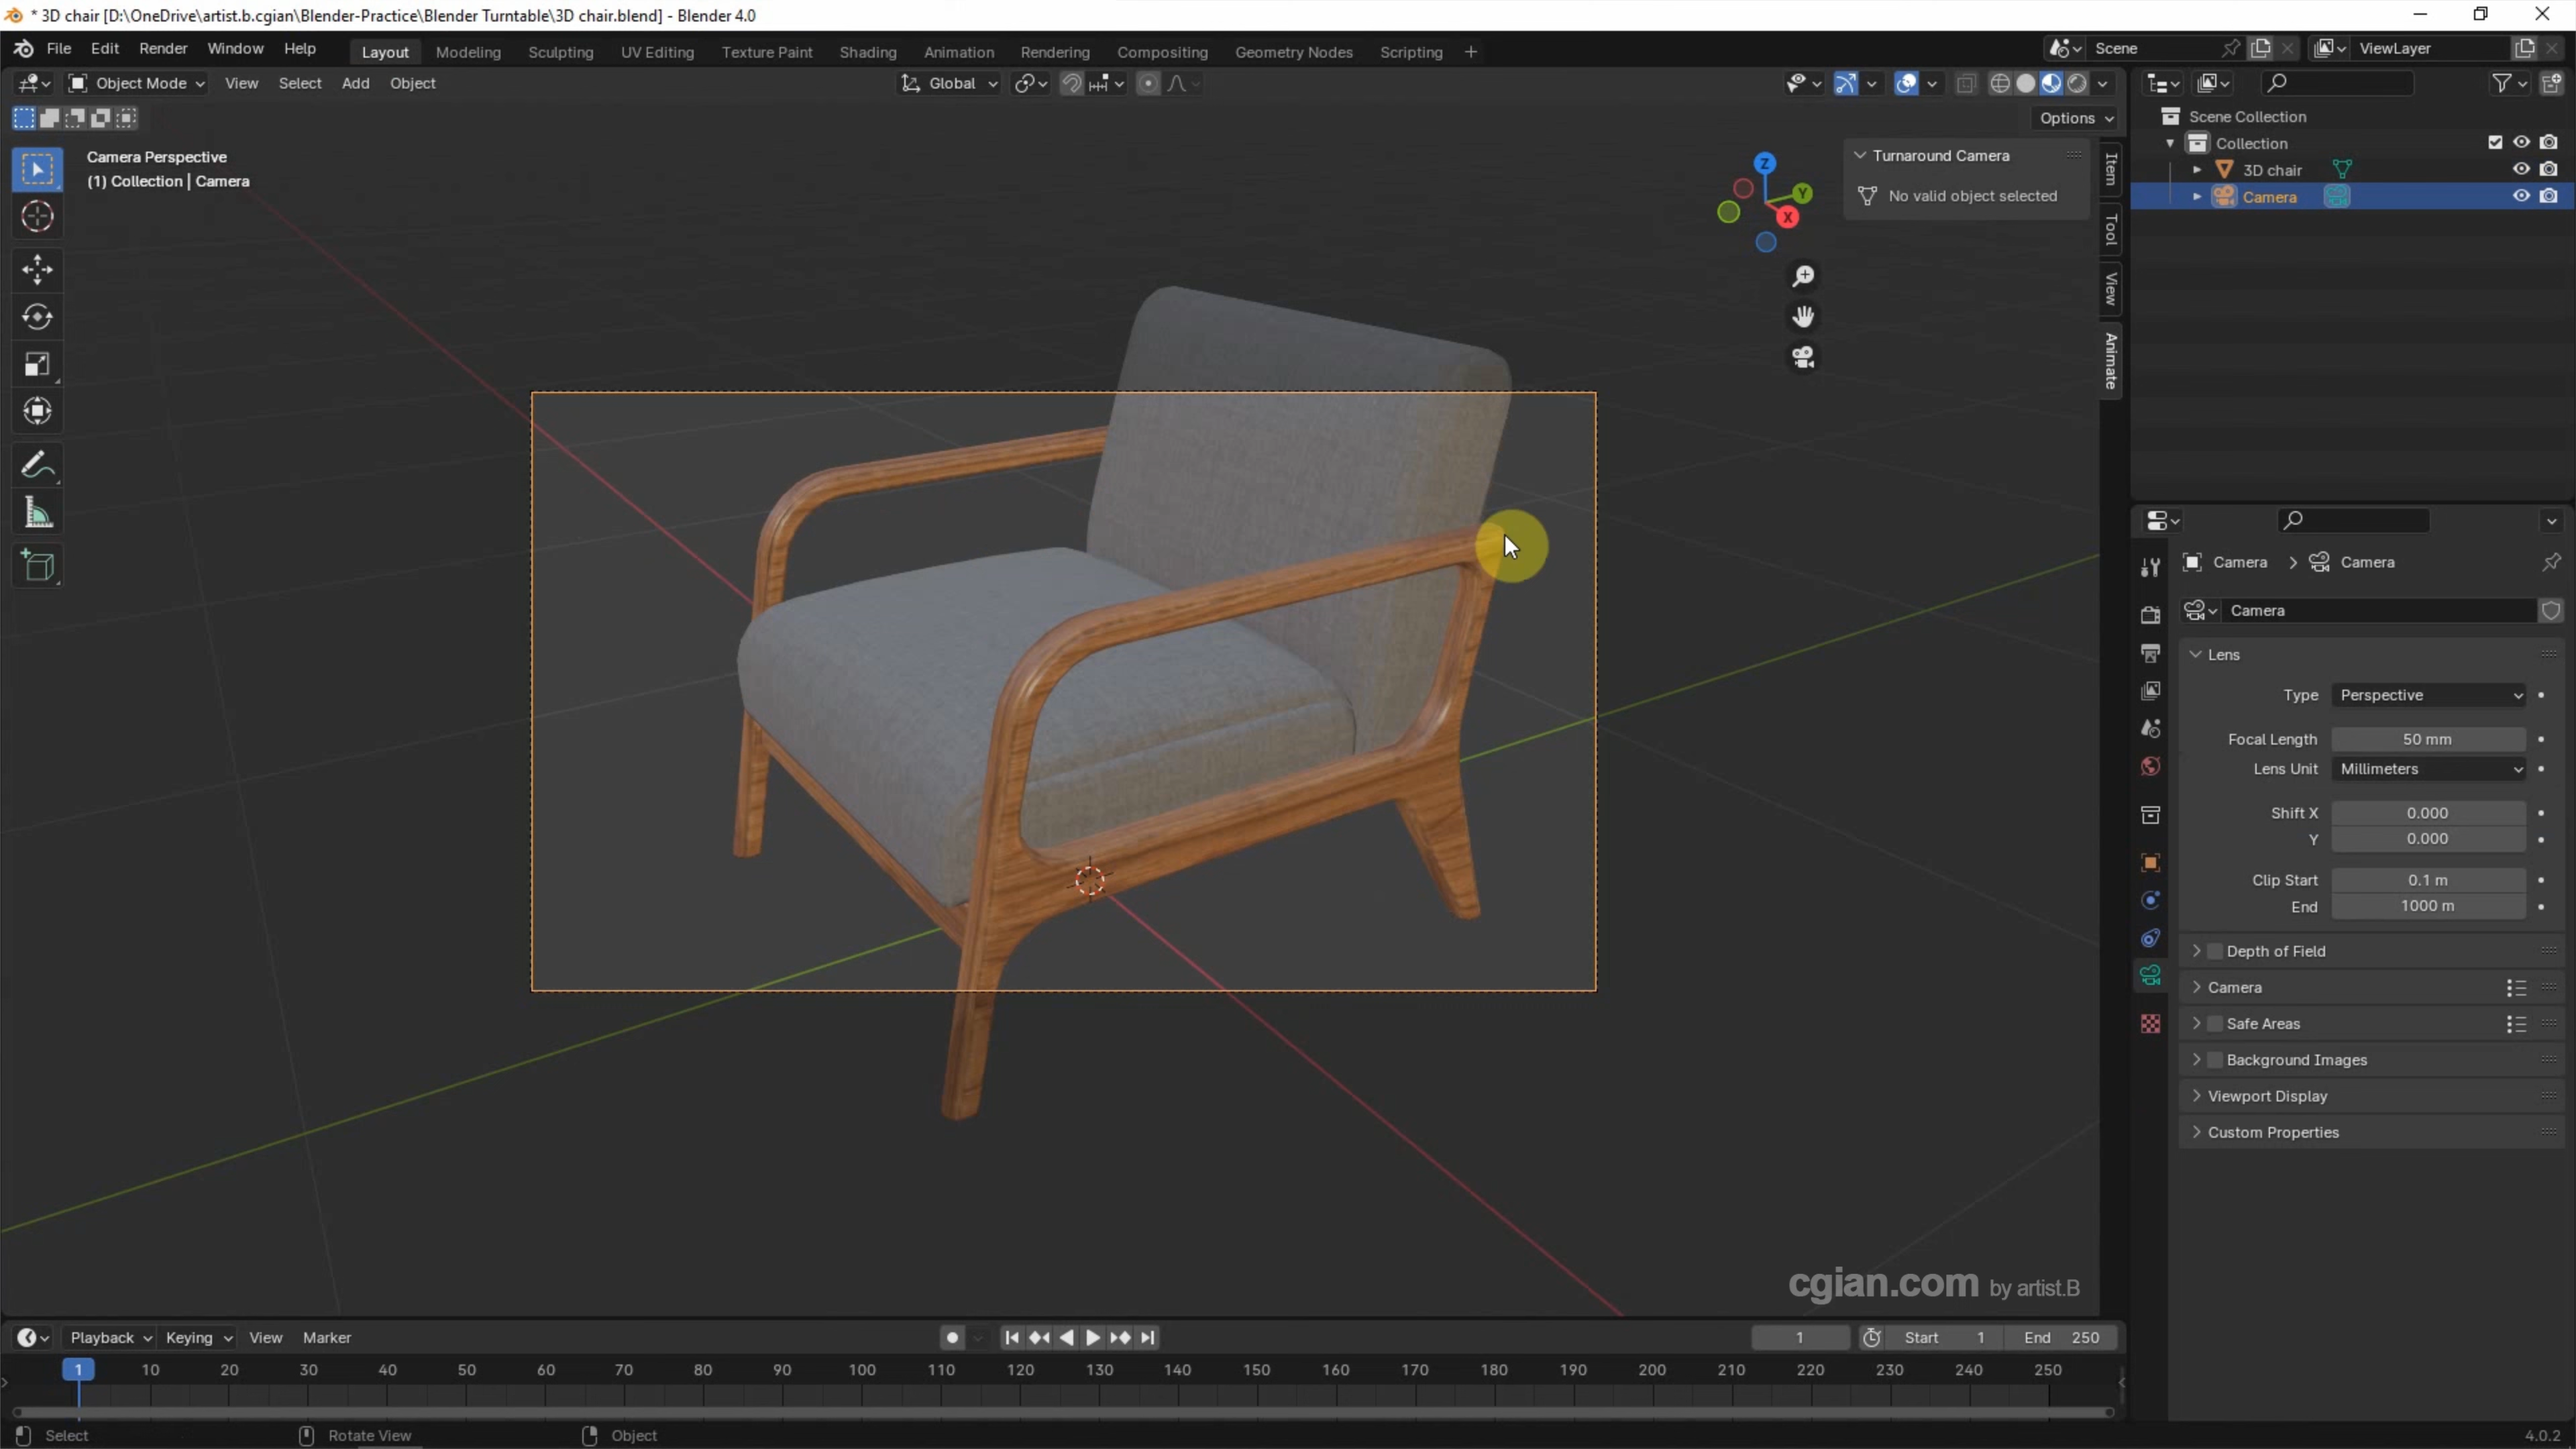 * 3D chair [D:\OneDrive\artist.b.cgian\Blender-Practice\Blender Turntable\3D chair.blend] - Blender 4.0
File Edit Render Window Help Layout Modeling Sculpting UV Editing Texture Paint Shading Animation Rendering Compositing Geometry Nodes Scripting + Scene ViewLayer
Object Mode View Select Add Object Global
Options
Camera Perspective
(1) Collection | Camera
Z
Y
X
Turnaround Camera
No valid object selected
Item
Tool
View
Animate
Scene Collection
Collection
3D chair
Camera
Camera > Camera
Camera
Lens
Type Perspective
Focal Length 50 mm
Lens Unit Millimeters
Shift X 0.000
Y 0.000
Clip Start 0.1 m
End 1000 m
Depth of Field
Camera
Safe Areas
Background Images
Viewport Display
Custom Properties
cgian.com by artist.B
Playback Keying View Marker 1 Start 1 End 250
1 10 20 30 40 50 60 70 80 90 100 110 120 130 140 150 160 170 180 190 200 210 220 230 240 250
Select Rotate View Object 4.0.2